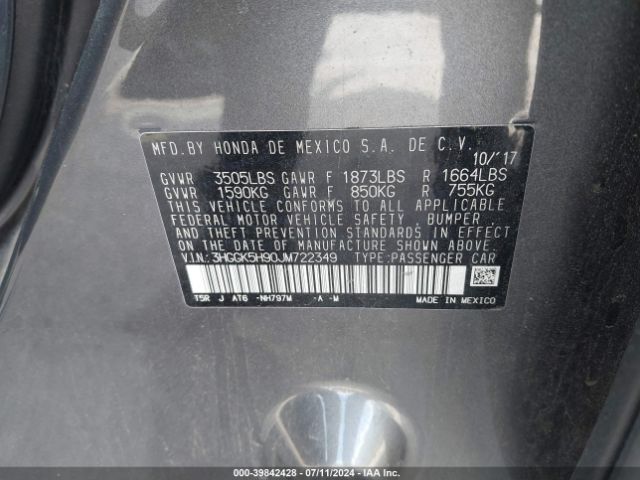 MFD.BY HONDA DE MEXICO S.A. DE C.V.
10/'17
GVWR 3505LBS GAWR F 1873LBS R 1664LBS
GVWR 1590KG GAWR F 850KG R 755KG
THIS VEHICLE CONFORMS TO ALL APPLICABLE
FEDERAL MOTOR VEHICLE SAFETY, BUMPER
AND THEFT PREVENTION STANDARDS IN EFFECT
ON THE DATE OF MANUFACTURE SHOWN ABOVE.
V.I.N.: 3HGGK5H90JM722349 TYPE:PASSENGER CAR
T5R J AT6 -NH797M -A -M MADE IN MEXICO
000-39842428 - 07/11/2024 - IAA Inc.